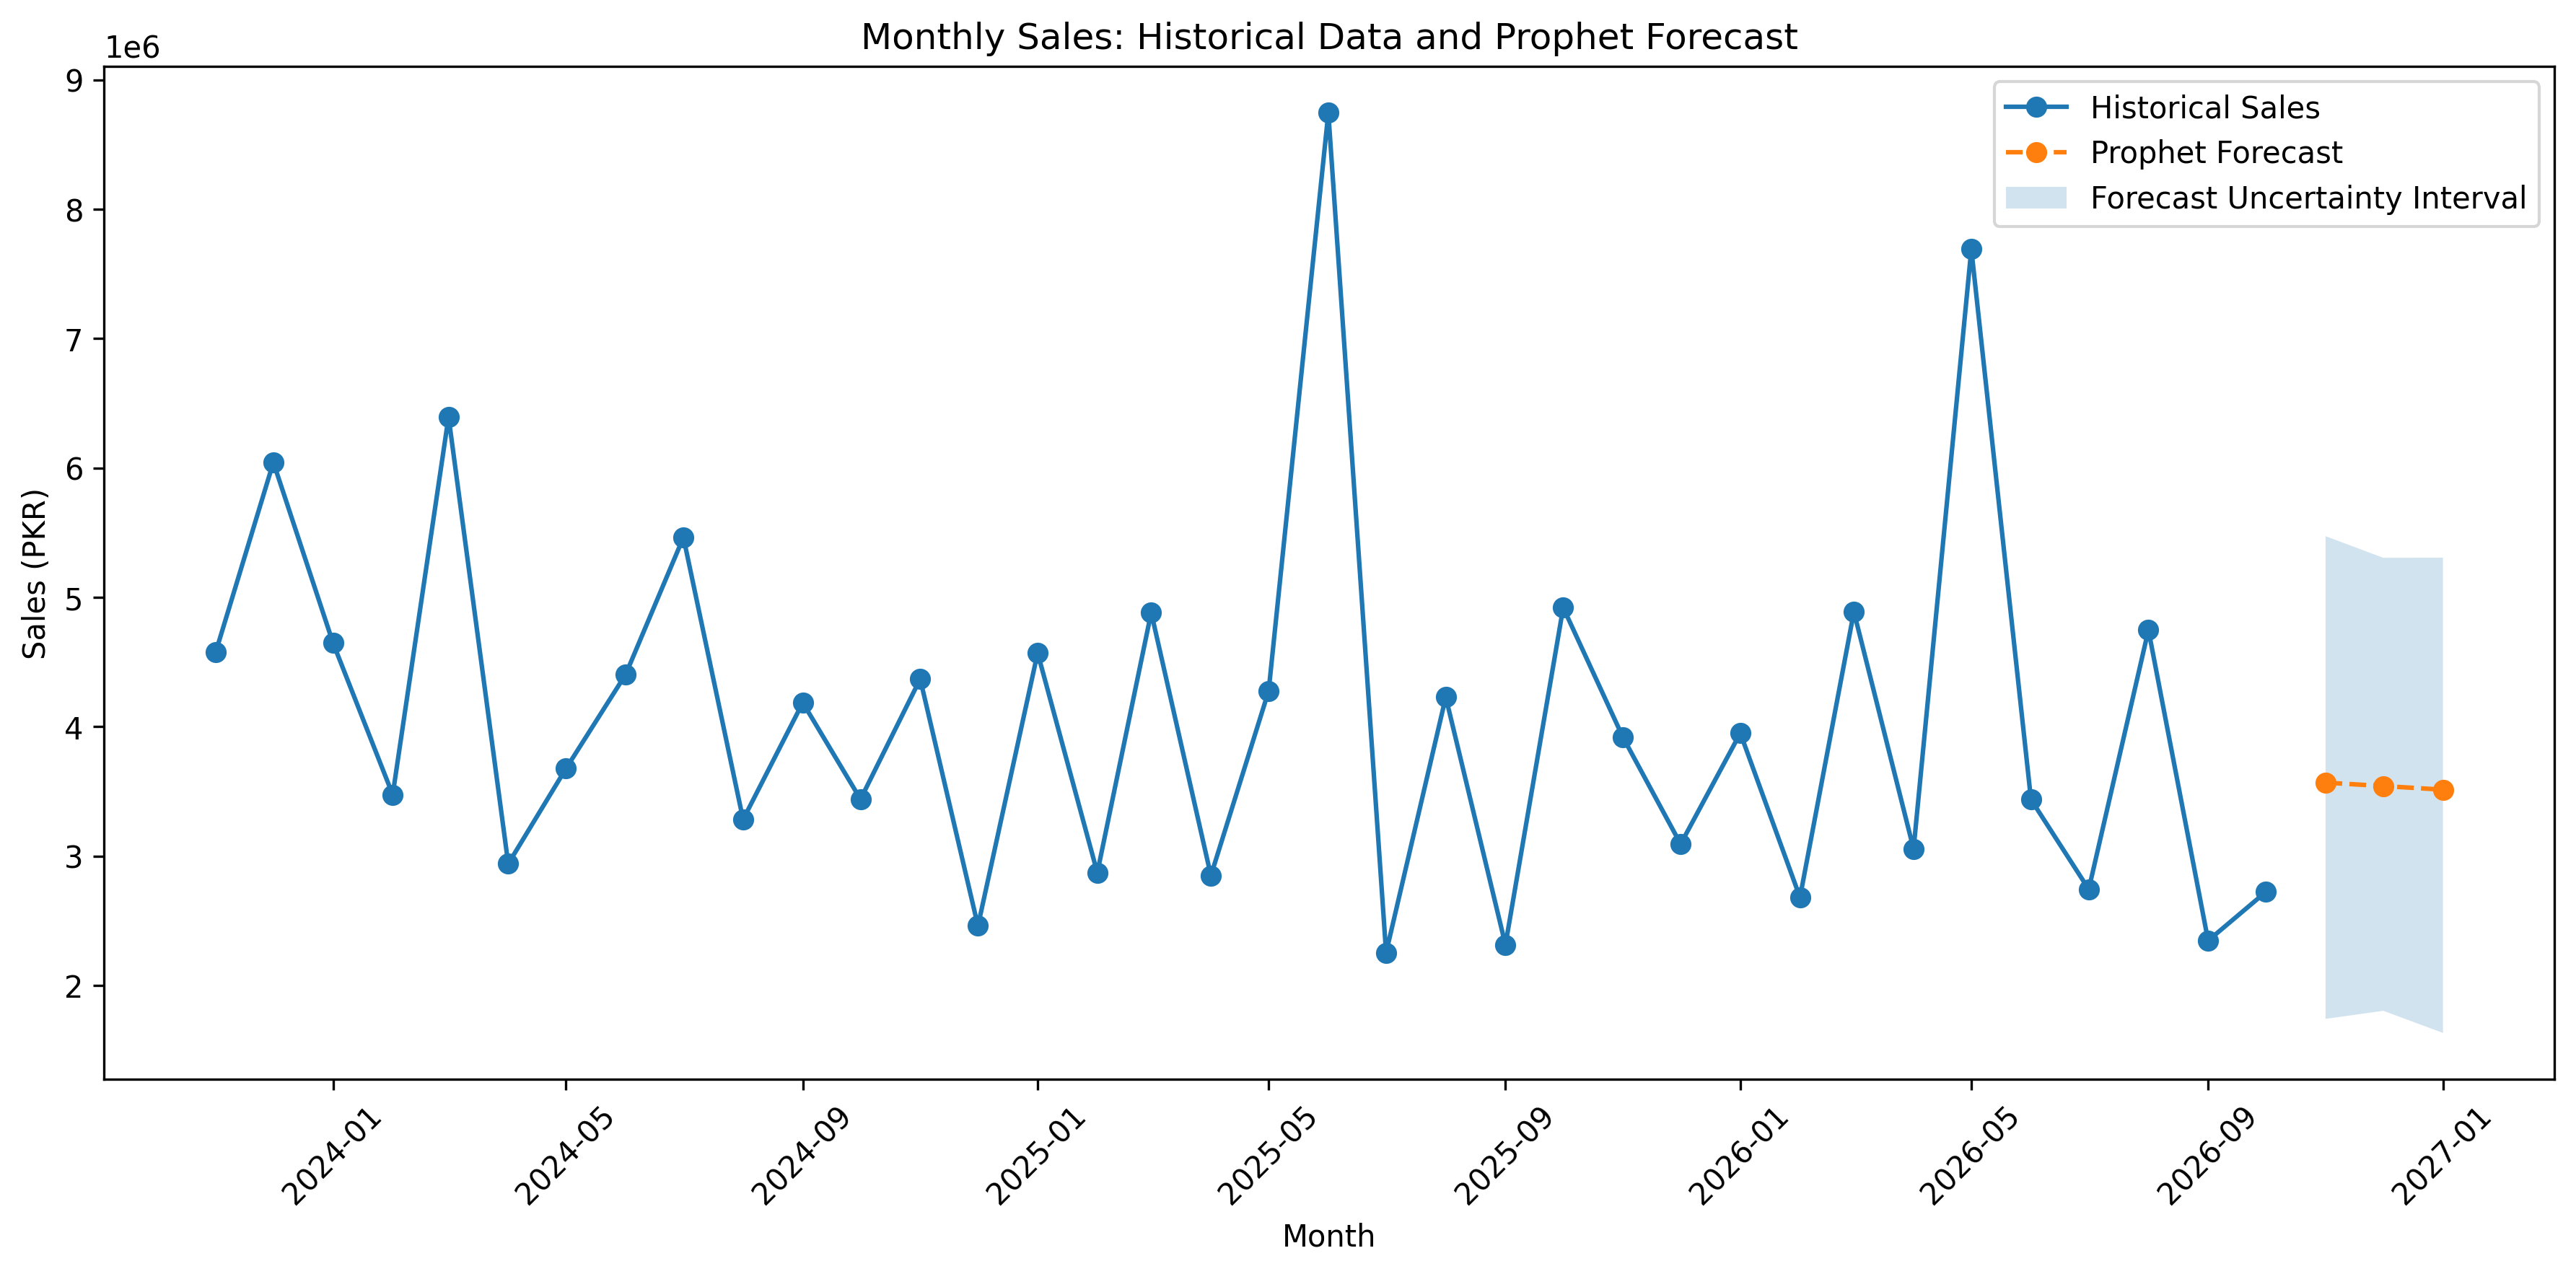 Monthly Sales: Historical Data and Prophet Forecast
1e6
9
8
7
6
5
4
3
2
Sales (PKR)
Historical Sales
Prophet Forecast
Forecast Uncertainty Interval
2024-01
2024-05
2024-09
2025-01
2025-05
2025-09
2026-01
2026-05
2026-09
2027-01
Month